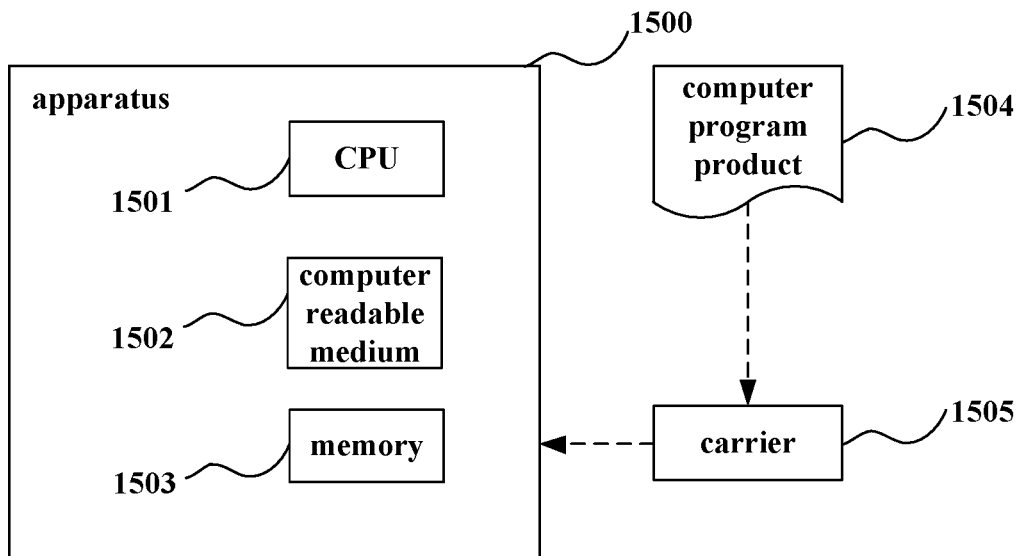 1500
apparatus
CPU
1501
computer
readable
medium
1502
memory
1503
computer
program
product
1504
carrier
1505